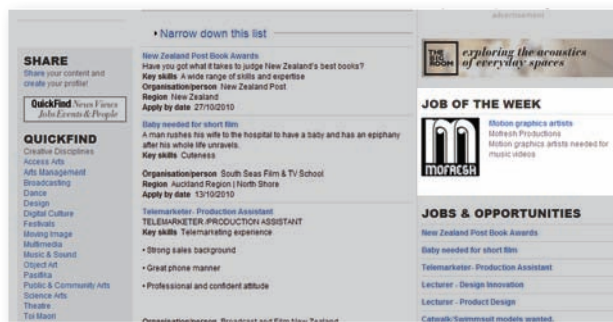 advertisement
Narrow down this list
New Zealand Post Book Awards
Have you got what it takes to judge New Zealand's best books?
Key skills A wide range of skills and expertise
Organisation/person New Zealand Post
Region New Zealand
Apply by date 27/10/2010
Baby needed for short film
A man rushes his wife to the hospital to have a baby and has an epiphany
after his whole life unravels.
Key skills Cuteness
Organisation/person South Seas Film & TV School
Region Auckland Region | North Shore
Apply by date 13/10/2010
Telemarketer- Production Assistant
TELEMARKETER /PRODUCTION ASSISTANT
Key skills Telemarketing experience
• Strong sales background
• Great phone manner
• Professional and confident attitude
Organisation/person Broadcast and Film New Zealand
SHARE
Share your content and
create your profile!
QuickFind News Views
Jobs Events & People
QUICKFIND
Creative Disciplines
Access Arts
Arts Management
Broadcasting
Dance
Design
Digital Culture
Festivals
Moving Image
Multimedia
Music & Sound
Object Art
Pasifika
Public & Community Arts
Science Arts
Theatre
Toi Maori
THE
BIG
ROOM
exploring the acoustics
of everyday spaces
JOB OF THE WEEK
Motion graphics artists
Mofresh Productions
Motion graphics artists needed for
music videos
MOFRESH
JOBS & OPPORTUNITIES
New Zealand Post Book Awards
Baby needed for short film
Telemarketer- Production Assistant
Lecturer - Design Innovation
Lecturer - Product Design
Catwalk/Swimmsuit models wanted.